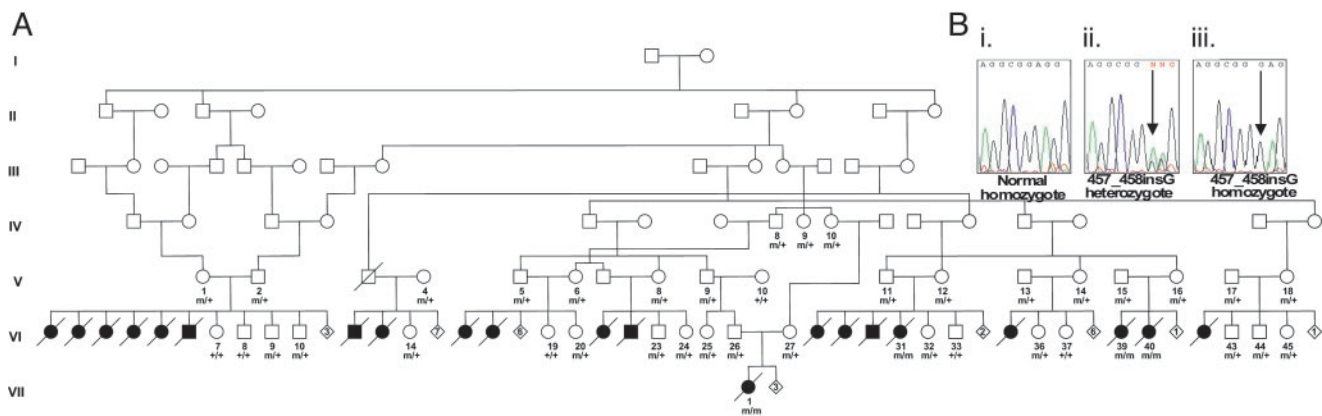 A
B
i.
ii.
iii.
A G G C G G A G G
A G G C G G N N G
A G G C G G G A G
Normal homozygote
457_458insG heterozygote
457_458insG homozygote
I
II
III
IV
8 m/+
9 m/+
10 m/+
V
1 m/+
2 m/+
4 m/+
5 m/+
6 m/+
8 m/+
9 m/+
10 +/+
11 m/+
12 m/+
13 m/+
14 m/+
15 m/+
16 m/+
17 m/+
18 m/+
VI
7 +/+
8 +/+
9 m/+
10 m/+
3
14 m/+
7
6
19 +/+
20 m/+
23 m/+
24 m/+
25 m/+
26 m/+
27 m/+
31 m/m
32 m/+
33 +/+
2
36 m/+
37 +/+
6
39 m/m
40 m/m
1
43 m/+
44 m/+
45 m/+
1
VII
1 m/m
3